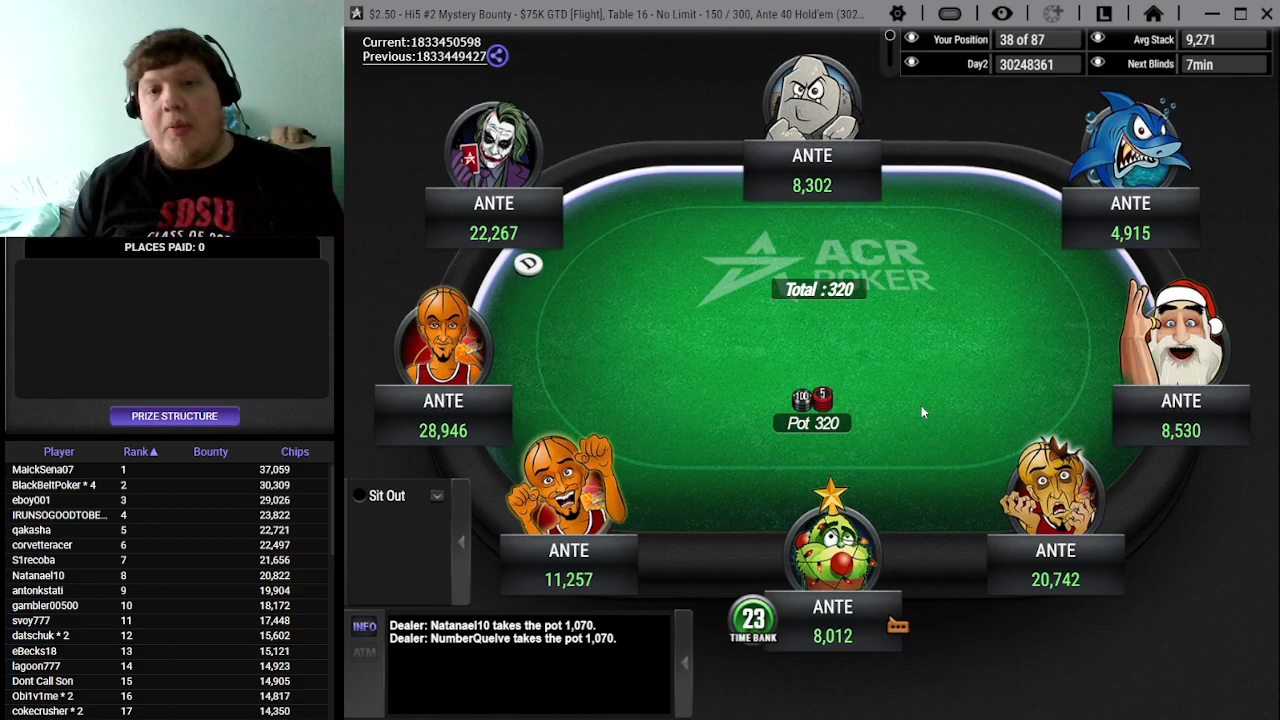 $2.50 - Hi5 #2 Mystery Bounty - $75K GTD [Flight], Table 16 - No Limit - 150 / 300, Ante 40 Hold'em (302...
L
Current:1833450598
Previous:1833449427
Your Position 38 of 87 Avg Stack 9,271
Day2 30248361 Next Blinds 7min
SDSU
PLACES PAID: 0
PRIZE STRUCTURE
Player Rank▲ Bounty Chips
MaickSena07 1 37,059
BlackBeltPoker * 4 2 30,309
eboy001 3 29,026
IRUNSOGOODTOBE... 4 23,822
qakasha 5 22,721
corvetteracer 6 22,497
S1recoba 7 21,656
Natanael10 8 20,822
antonkstati 9 19,904
gambler00500 10 18,172
svoy777 11 17,448
datschuk * 2 12 15,602
eBecks18 13 15,121
lagoon777 14 14,923
Dont Call Son 15 14,905
Obl1v1me * 2 16 14,817
cokecrusher * 2 17 14,350
ANTE
8,302
ANTE
22,267
ANTE
4,915
D
ACR
POKER
Total : 320
ANTE
28,946
100 5
Pot 320
ANTE
8,530
Sit Out
ANTE
11,257
ANTE
20,742
23
TIME BANK
ANTE
8,012
INFO
ATM
Dealer: Natanael10 takes the pot 1,070.
Dealer: NumberQuelve takes the pot 1,070.